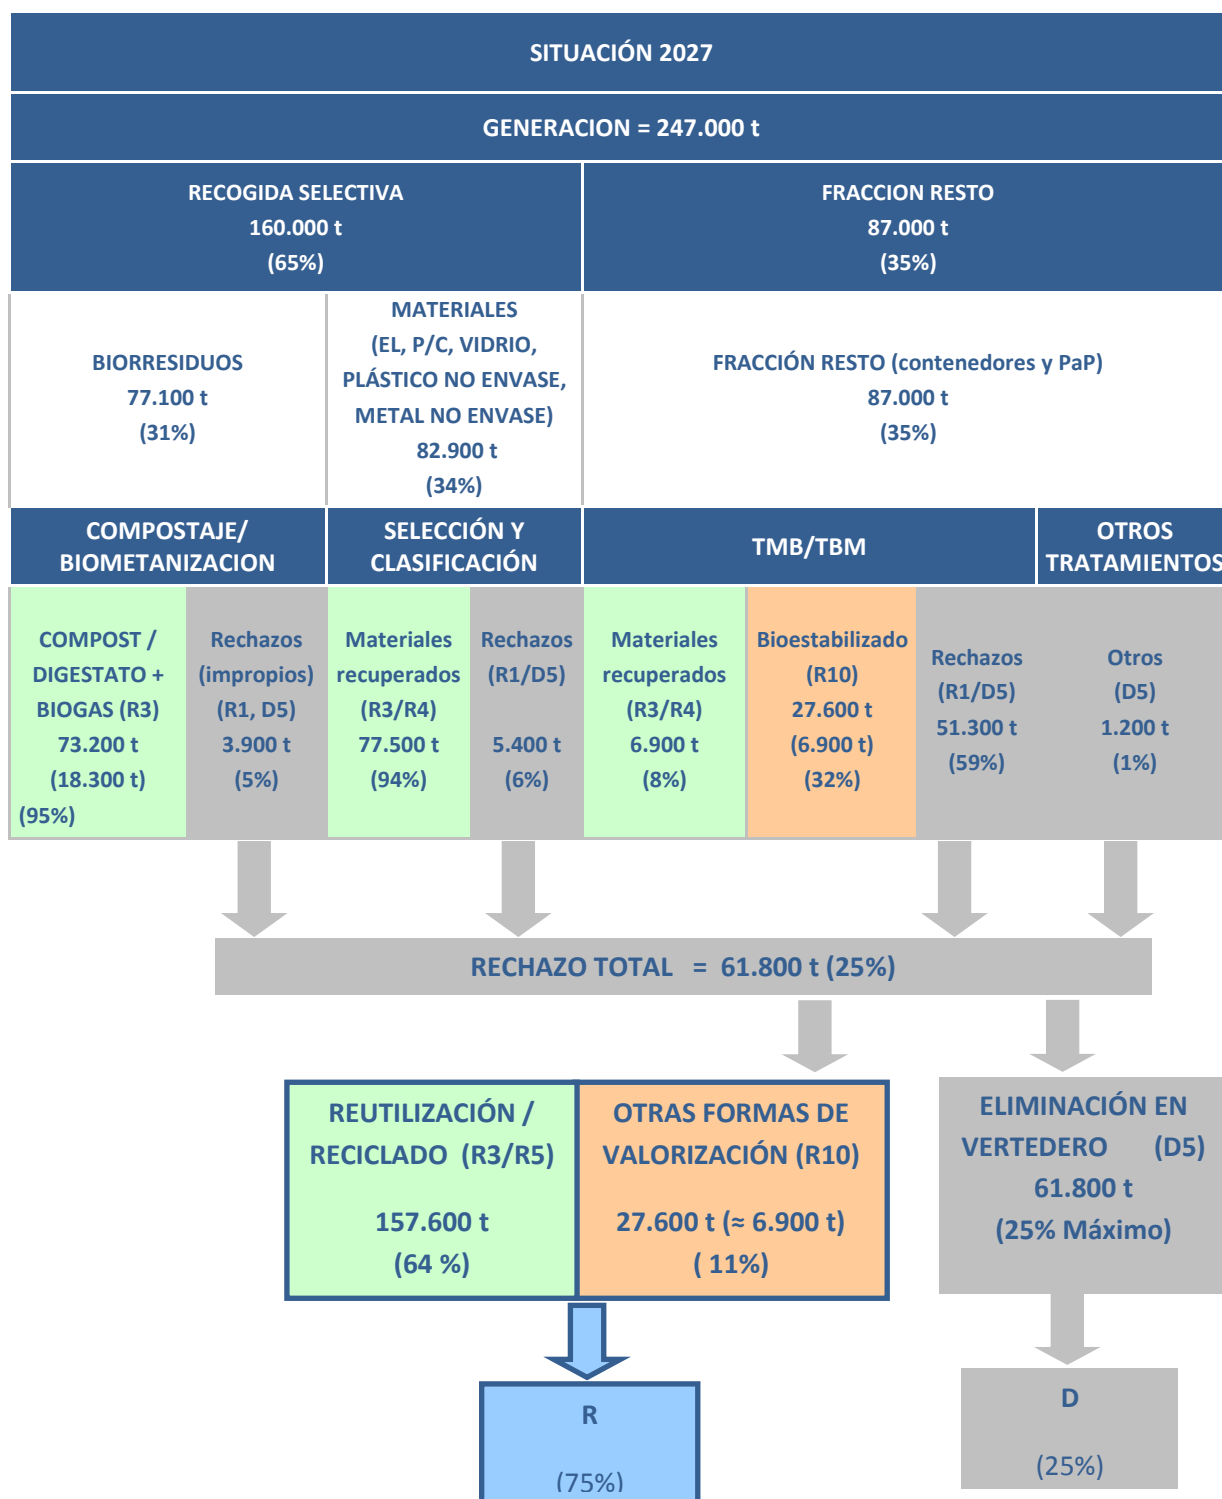 SITUACIÓN 2027
GENERACION = 247.000 t
RECOGIDA SELECTIVA
160.000 t
(65%)
FRACCION RESTO
87.000 t
(35%)
BIORRESIDUOS
77.100 t
(31%)
MATERIALES
(EL, P/C, VIDRIO,
PLÁSTICO NO ENVASE,
METAL NO ENVASE)
82.900 t
(34%)
FRACCIÓN RESTO (contenedores y PaP)
87.000 t
(35%)
COMPOSTAJE/
BIOMETANIZACION
SELECCIÓN Y
CLASIFICACIÓN
TMB/TBM
OTROS
TRATAMIENTOS
COMPOST /
DIGESTATO +
BIOGAS (R3)
73.200 t
(18.300 t)
(95%)
Rechazos
(impropios)
(R1, D5)
3.900 t
(5%)
Materiales
recuperados
(R3/R4)
77.500 t
(94%)
Rechazos
(R1/D5)
5.400 t
(6%)
Materiales
recuperados
(R3/R4)
6.900 t
(8%)
Bioestabilizado
(R10)
27.600 t
(6.900 t)
(32%)
Rechazos
(R1/D5)
51.300 t
(59%)
Otros
(D5)
1.200 t
(1%)
RECHAZO TOTAL = 61.800 t (25%)
REUTILIZACIÓN /
RECICLADO (R3/R5)
157.600 t
(64 %)
OTRAS FORMAS DE
VALORIZACIÓN (R10)
27.600 t (≈ 6.900 t)
( 11%)
ELIMINACIÓN EN
VERTEDERO (D5)
61.800 t
(25% Máximo)
R
(75%)
D
(25%)